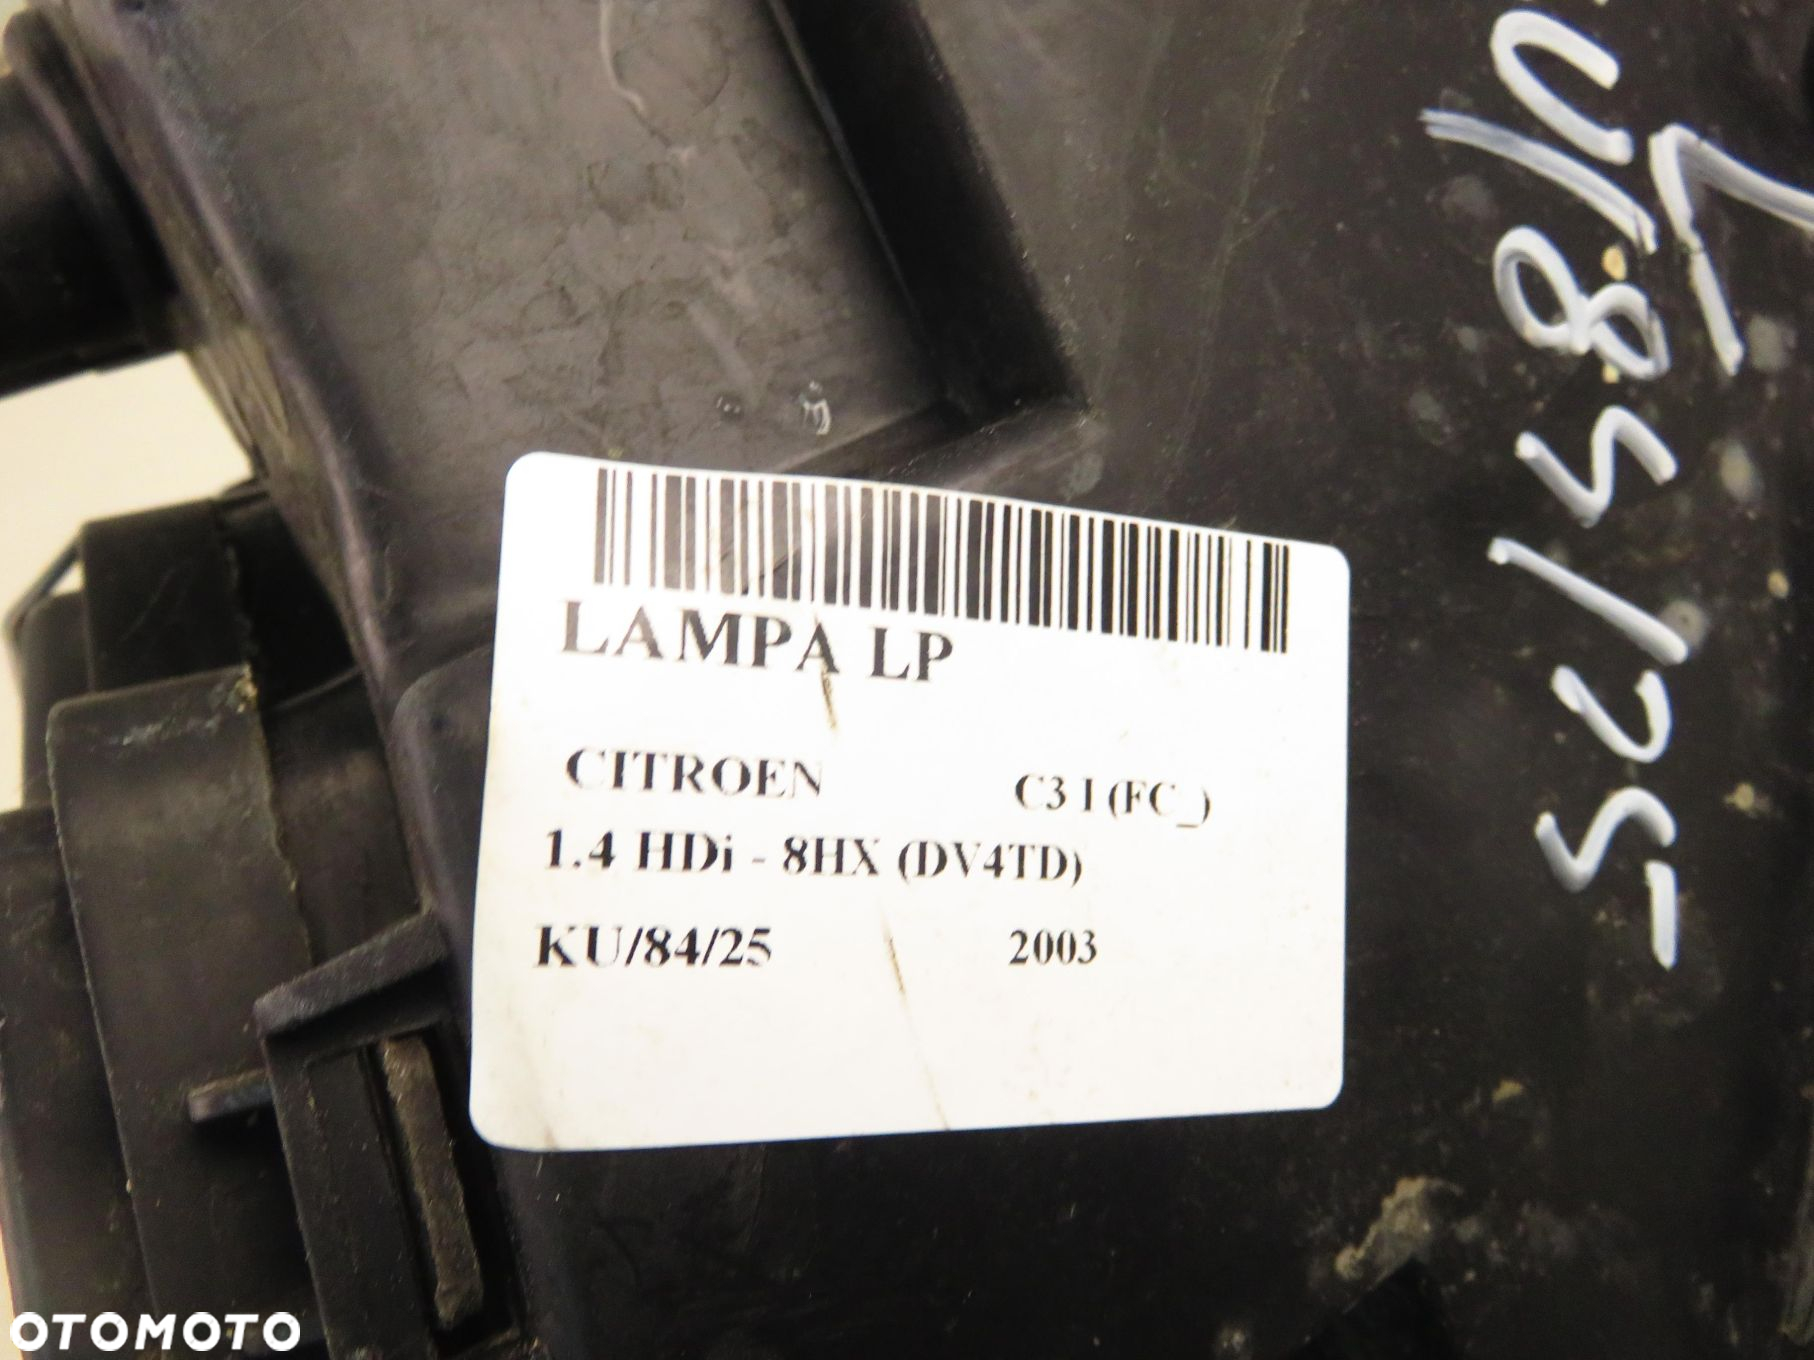 LAMPA LP
CITROEN C3 I (FC_)
1.4 HDi - 8HX (DV4TD)
KU/84/25 2003
OTOMOTO